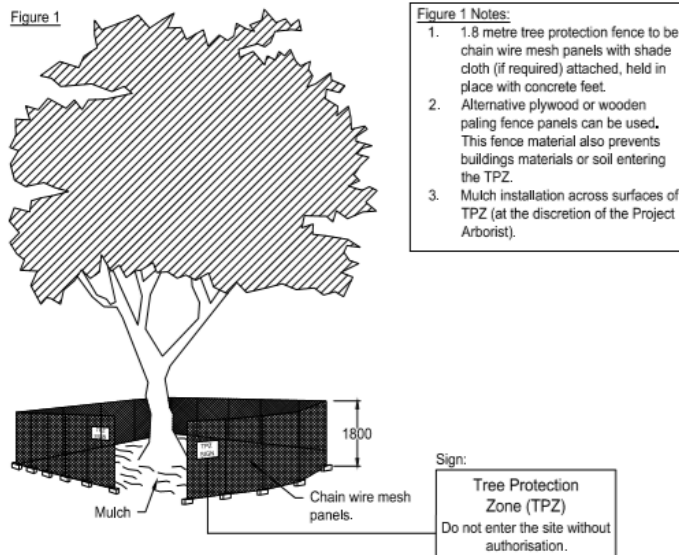 Figure 1
Figure 1 Notes:
1. 1.8 metre tree protection fence to be
chain wire mesh panels with shade
cloth (if required) attached, held in
place with concrete feet.
2. Alternative plywood or wooden
paling fence panels can be used.
This fence material also prevents
buildings materials or soil entering
the TPZ.
3. Mulch installation across surfaces of
TPZ (at the discretion of the Project
Arborist).
TPZ
SIGN
1800
Mulch
Chain wire mesh
panels.
Sign:
Tree Protection
Zone (TPZ)
Do not enter the site without
authorisation.